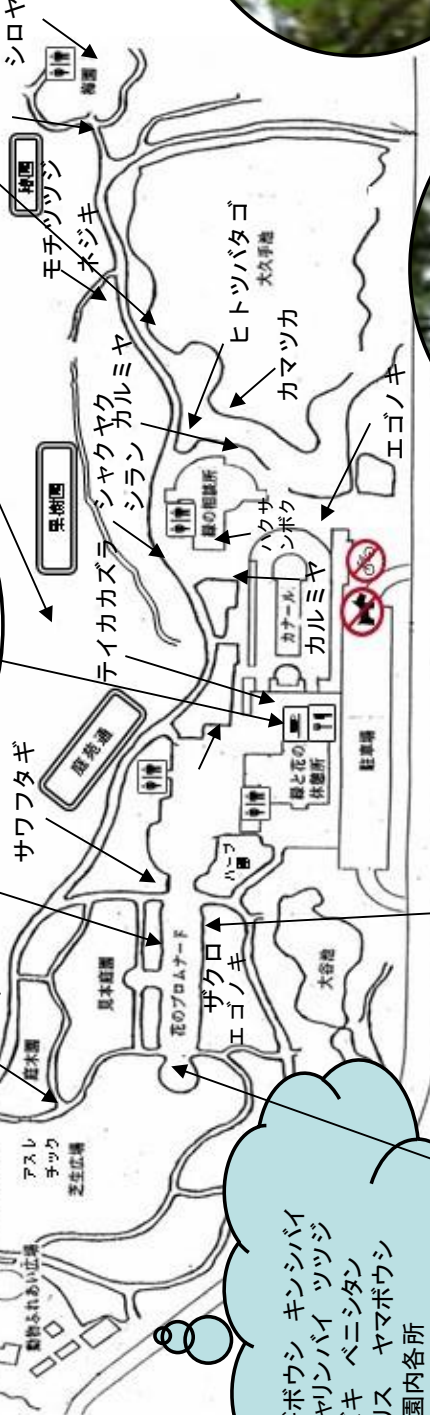 シロヤ
梅園
椿園
モチツツジ
ネジキ
大久手池
ヒトツバタゴ
カマツカ
果樹園
シャクヤク
シラン
カルミヤ
緑の相談所
ハクサンボク
エゴノキ
テイカカズラ
カナール
カルミヤ
庭苑通
サワフタギ
緑と花の
休憩所
駐車場
ハーブ
園
庭木園
見本庭園
花のプロムナード
ザクロ
エゴノキ
大谷池
アスレ
チック
芝生広場
動物ふれあい広場
ボウシ キンシバイ
ャリンバイ ツツジ
キ ベニシタン
リス ヤマボウシ
園内各所